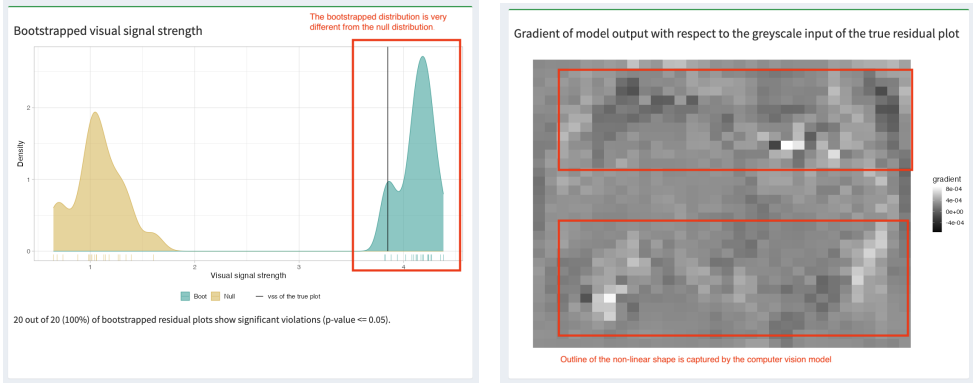 The bootstrapped distribution is very
different from the null distribution
Bootstrapped visual signal strength
2
1
0
Density
1
2
3
4
Visual signal strength
Boot
Null
vss of the true plot
20 out of 20 (100%) of bootstrapped residual plots show significant violations (p-value <= 0.05).
Gradient of model output with respect to the greyscale input of the true residual plot
gradient
8e-04
4e-04
0e+00
-4e-04
Outline of the non-linear shape is captured by the computer vision model